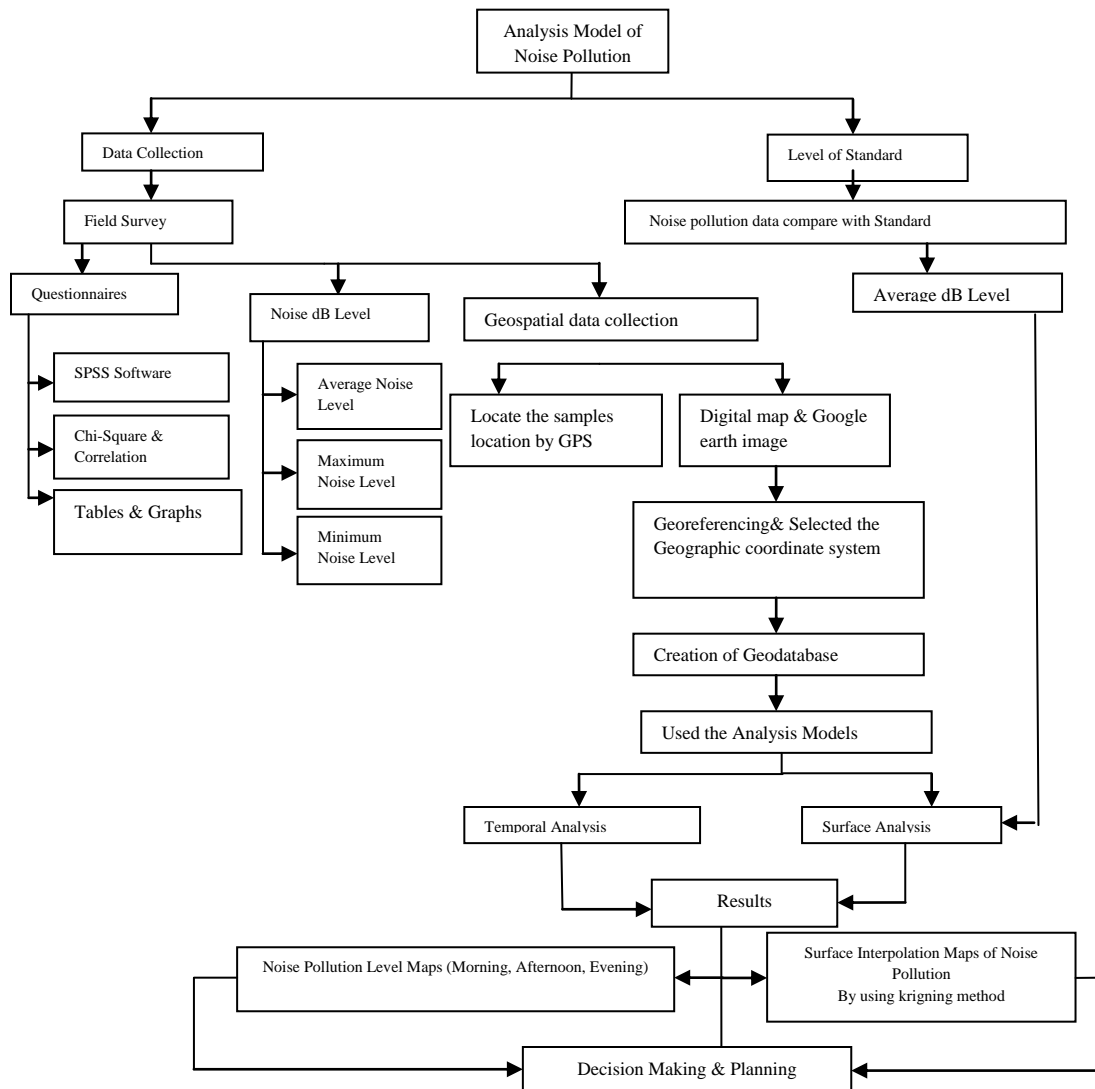 Analysis Model of
Noise Pollution
Data Collection
Level of Standard
Field Survey
Noise pollution data compare with Standard
Questionnaires
Noise dB Level
Geospatial data collection
Average dB Level
SPSS Software
Chi-Square &
Correlation
Tables & Graphs
Average Noise
Level
Maximum
Noise Level
Minimum
Noise Level
Locate the samples
location by GPS
Digital map & Google
earth image
Georeferencing& Selected the
Geographic coordinate system
Creation of Geodatabase
Used the Analysis Models
Temporal Analysis
Surface Analysis
Results
Noise Pollution Level Maps (Morning, Afternoon, Evening)
Surface Interpolation Maps of Noise
Pollution
By using krigning method
Decision Making & Planning